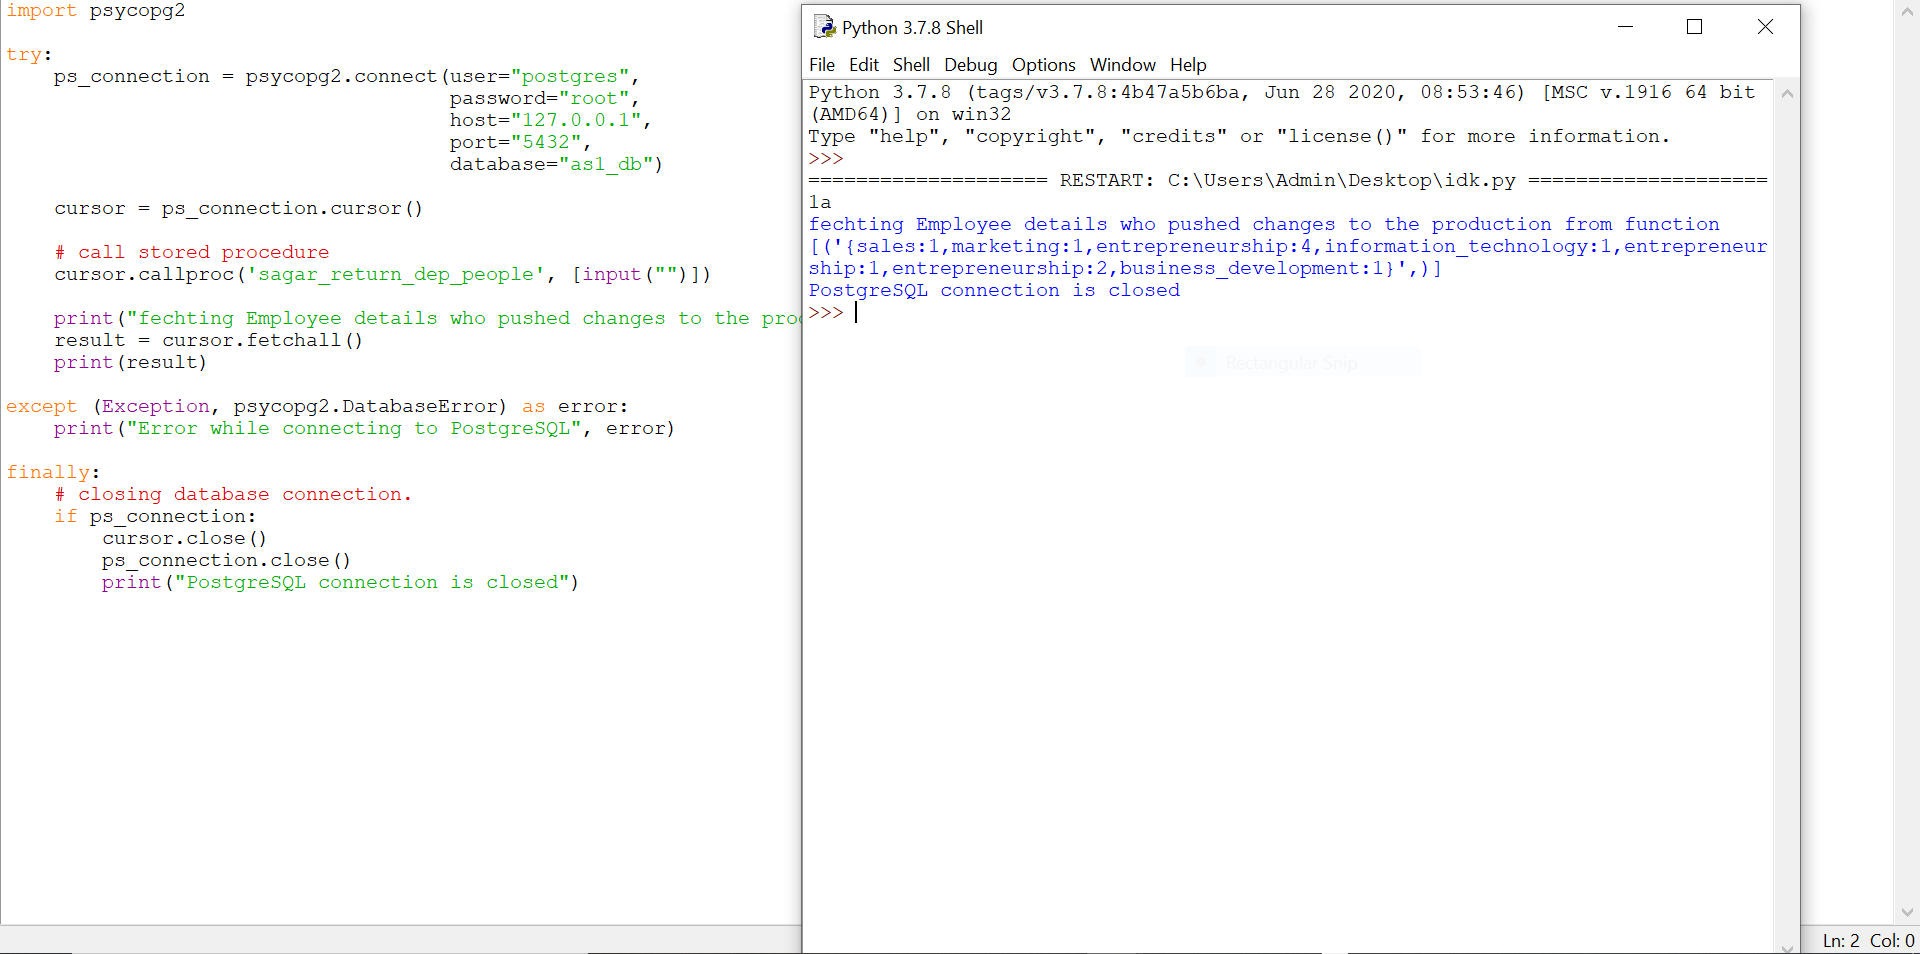 import psycopg2
try:
    ps_connection = psycopg2.connect(user="postgres",
                                     password="root",
                                     host="127.0.0.1",
                                     port="5432",
                                     database="as1_db")
    cursor = ps_connection.cursor()
    # call stored procedure
    cursor.callproc('sagar_return_dep_people', [input("")])
    print("fechting Employee details who pushed changes to the pro
    result = cursor.fetchall()
    print(result)
except (Exception, psycopg2.DatabaseError) as error:
    print("Error while connecting to PostgreSQL", error)
finally:
    # closing database connection.
    if ps_connection:
        cursor.close()
        ps_connection.close()
        print("PostgreSQL connection is closed")
Python 3.7.8 Shell
File Edit Shell Debug Options Window Help
Python 3.7.8 (tags/v3.7.8:4b47a5b6ba, Jun 28 2020, 08:53:46) [MSC v.1916 64 bit
(AMD64)] on win32
Type "help", "copyright", "credits" or "license()" for more information.
>>>
==================== RESTART: C:\Users\Admin\Desktop\idk.py ====================
1a
fechting Employee details who pushed changes to the production from function
[('{sales:1,marketing:1,entrepreneurship:4,information_technology:1,entrepreneur
ship:1,entrepreneurship:2,business_development:1}',)]
PostgreSQL connection is closed
>>>
Rectangular Snip
Ln: 2 Col: 0